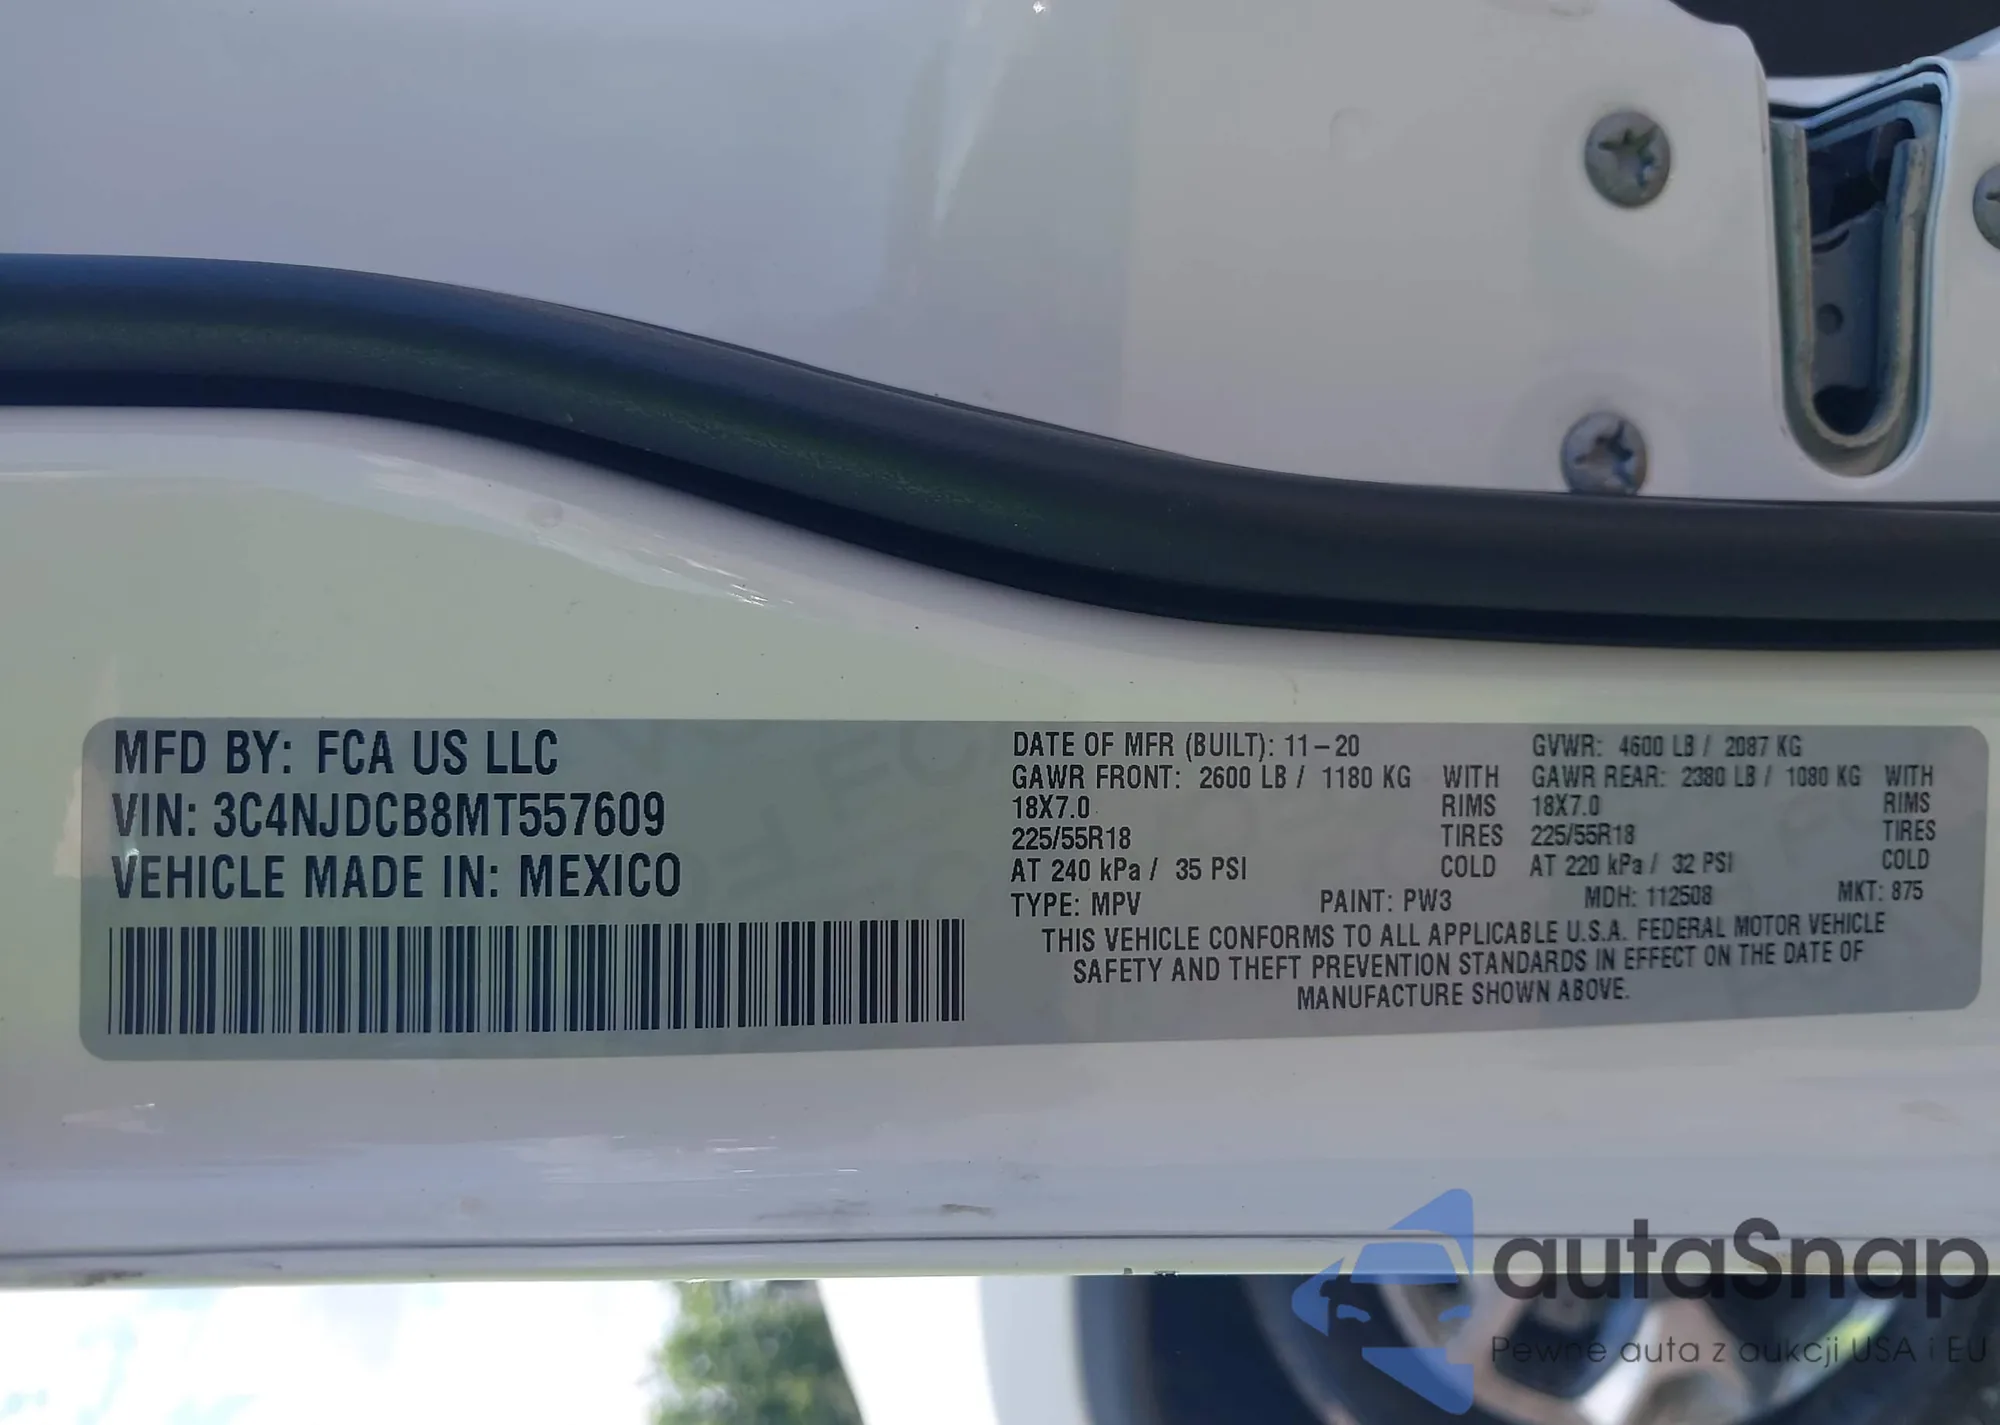 MFD BY: FCA US LLC
VIN: 3C4NJDCB8MT557609
VEHICLE MADE IN: MEXICO
DATE OF MFR (BUILT): 11-20 GVWR: 4600 LB / 2087 KG
GAWR FRONT: 2600 LB / 1180 KG WITH GAWR REAR: 2380 LB / 1080 KG WITH
18X7.0 RIMS 18X7.0 RIMS
225/55R18 TIRES 225/55R18 TIRES
AT 240 kPa / 35 PSI COLD AT 220 kPa / 32 PSI COLD
TYPE: MPV PAINT: PW3 MDH: 112508 MKT: 875
THIS VEHICLE CONFORMS TO ALL APPLICABLE U.S.A. FEDERAL MOTOR VEHICLE
SAFETY AND THEFT PREVENTION STANDARDS IN EFFECT ON THE DATE OF
MANUFACTURE SHOWN ABOVE.
autaSnap
Pewne auta z aukcji USA i EU